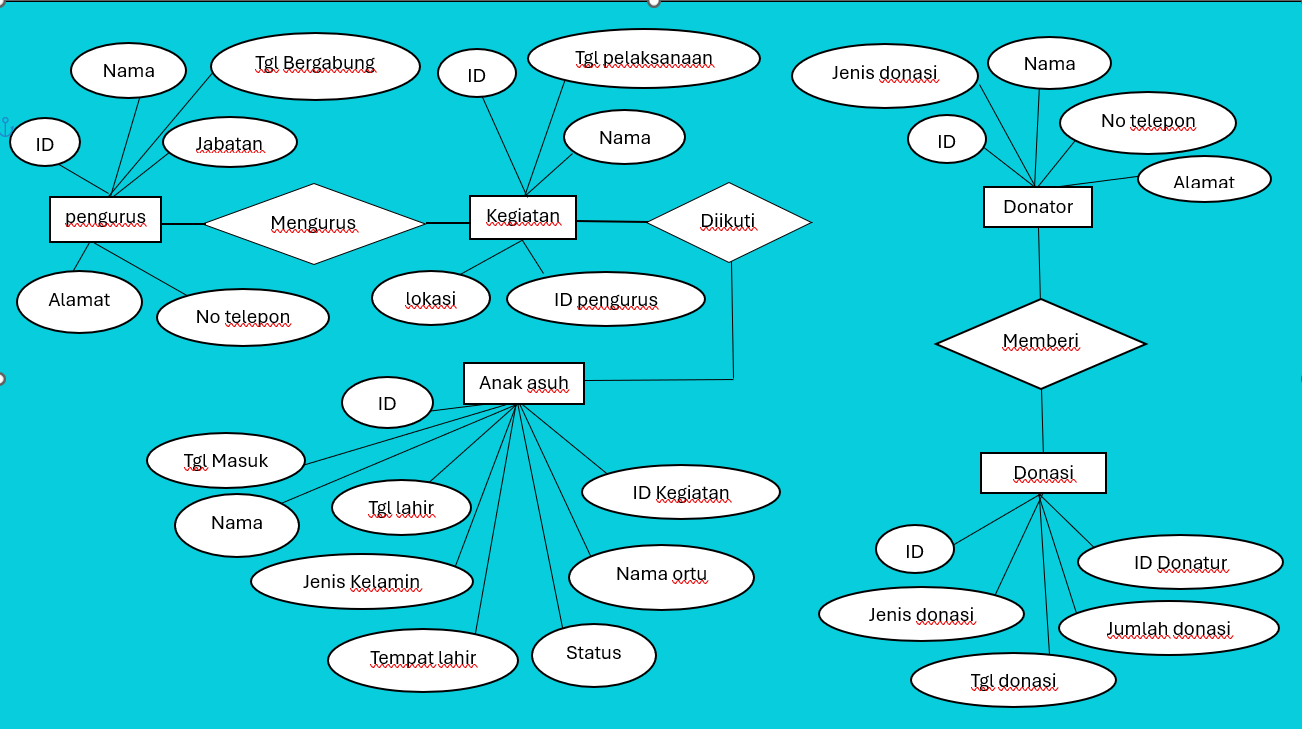 Nama
Tgl Bergabung
ID
Jabatan
pengurus
Alamat
No telepon
Mengurus
ID
Tgl pelaksanaan
Nama
Kegiatan
lokasi
ID pengurus
Diikuti
Anak asuh
ID
Tgl Masuk
Nama
Tgl lahir
Jenis Kelamin
Tempat lahir
Status
Nama ortu
ID Kegiatan
Jenis donasi
Nama
ID
No telepon
Alamat
Donator
Memberi
Donasi
ID
Jenis donasi
Tgl donasi
Jumlah donasi
ID Donatur